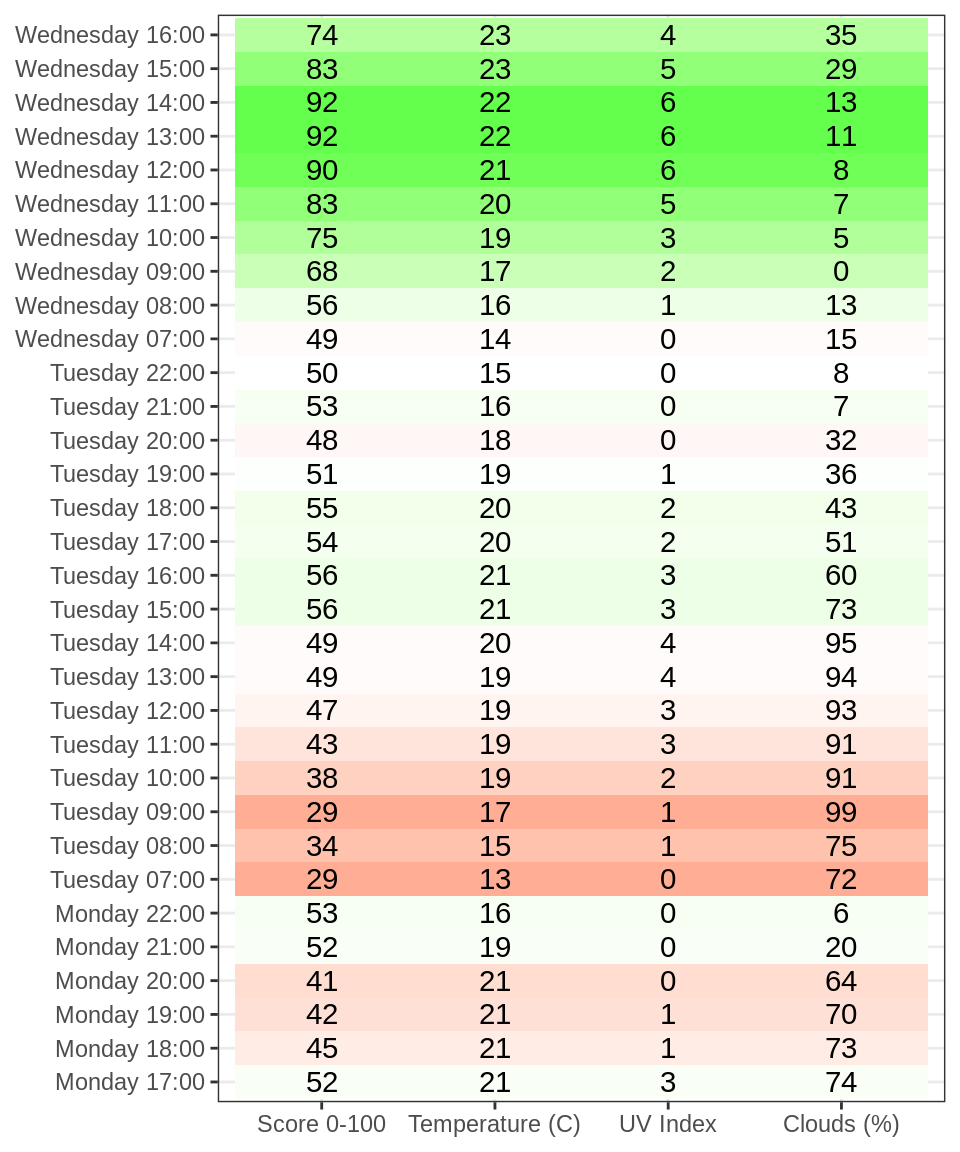 Wednesday 16:00 74 23 4 35
Wednesday 15:00 83 23 5 29
Wednesday 14:00 92 22 6 13
Wednesday 13:00 92 22 6 11
Wednesday 12:00 90 21 6 8
Wednesday 11:00 83 20 5 7
Wednesday 10:00 75 19 3 5
Wednesday 09:00 68 17 2 0
Wednesday 08:00 56 16 1 13
Wednesday 07:00 49 14 0 15
Tuesday 22:00 50 15 0 8
Tuesday 21:00 53 16 0 7
Tuesday 20:00 48 18 0 32
Tuesday 19:00 51 19 1 36
Tuesday 18:00 55 20 2 43
Tuesday 17:00 54 20 2 51
Tuesday 16:00 56 21 3 60
Tuesday 15:00 56 21 3 73
Tuesday 14:00 49 20 4 95
Tuesday 13:00 49 19 4 94
Tuesday 12:00 47 19 3 93
Tuesday 11:00 43 19 3 91
Tuesday 10:00 38 19 2 91
Tuesday 09:00 29 17 1 99
Tuesday 08:00 34 15 1 75
Tuesday 07:00 29 13 0 72
Monday 22:00 53 16 0 6
Monday 21:00 52 19 0 20
Monday 20:00 41 21 0 64
Monday 19:00 42 21 1 70
Monday 18:00 45 21 1 73
Monday 17:00 52 21 3 74
Score 0-100 Temperature (C) UV Index Clouds (%)